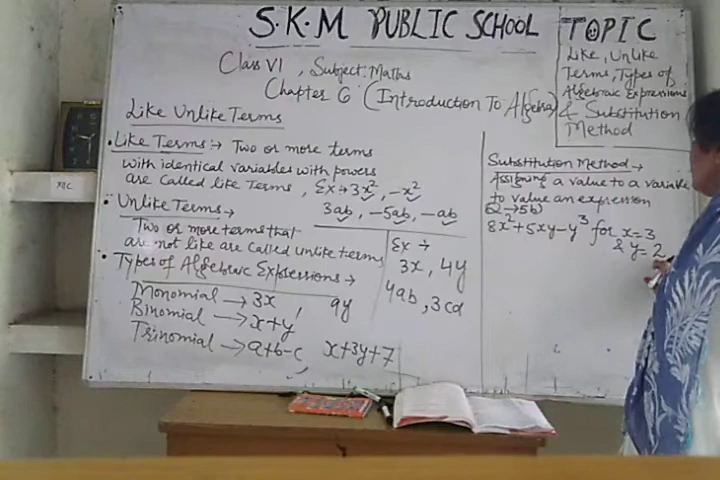 S.K.M PUBLIC SCHOOL
TOPIC
Like, Unlike
Terms, Types of
Algebraic Expressions
& Substitution
Method
Class VI, Subject: Maths
Chapter 6 (Introduction To Algebra)
Like Unlike Terms
• Like Terms :→ Two or more terms
with identical variables with powers
are called like Terms, Ex → 3x², -x²
3ab, -5ab, -ab
• Unlike Terms →
Two or more terms that
are not like are called unlike terms
Ex →
3x, 4y
4ab, 3cd
• Types of Algebraic Expressions →
Monomial → 3x, 9y
Binomial → x+y
Trinomial → a+b-c, x+3y+7
Substitution Method →
Assigning a value to a variable
to value an expression
Q2 → 5b)
8x²+5xy-y³ for x=3
& y=2